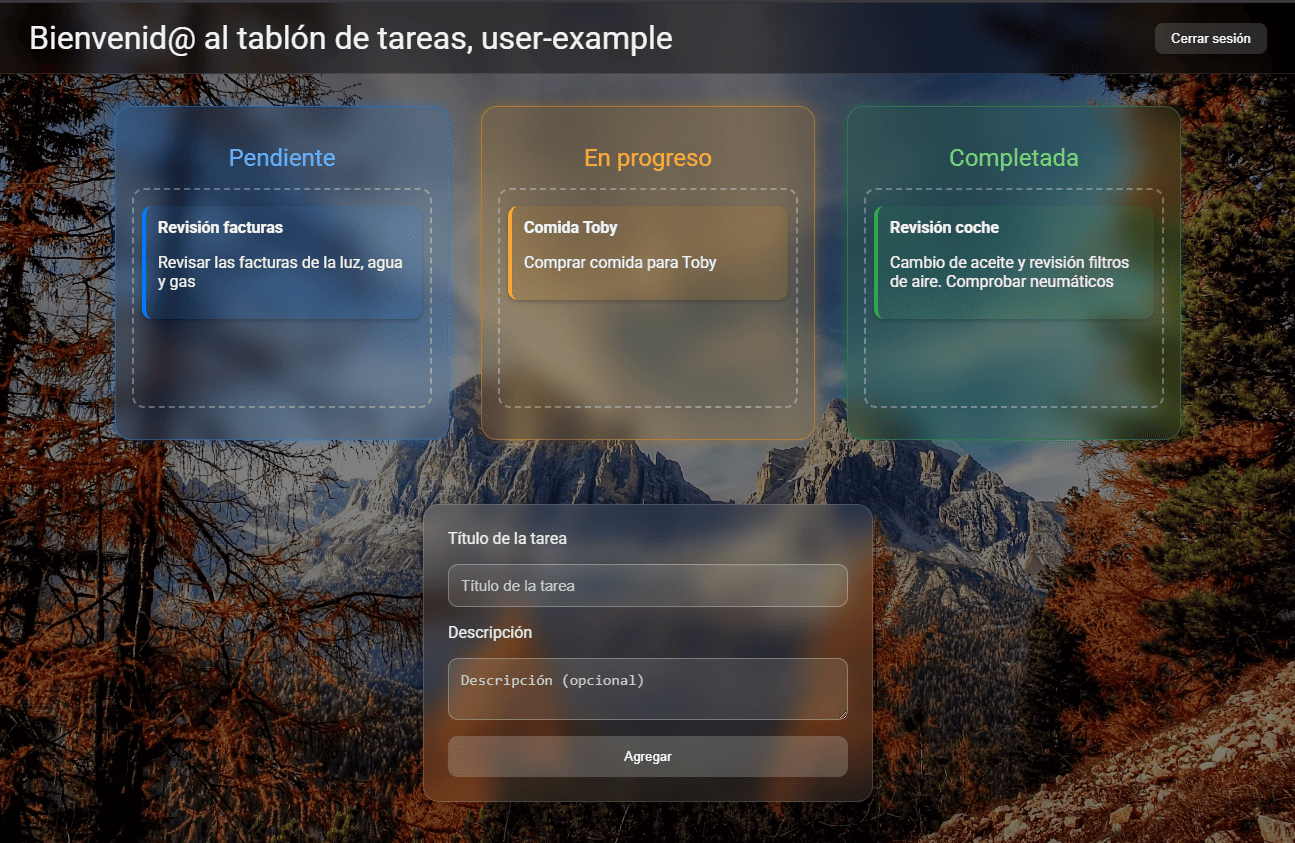 Bienvenid@ al tablón de tareas, user-example
Cerrar sesión
Pendiente
Revisión facturas
Revisar las facturas de la luz, agua
y gas
En progreso
Comida Toby
Comprar comida para Toby
Completada
Revisión coche
Cambio de aceite y revisión filtros
de aire. Comprobar neumáticos
Título de la tarea
Título de la tarea
Descripción
Descripción (opcional)
Agregar